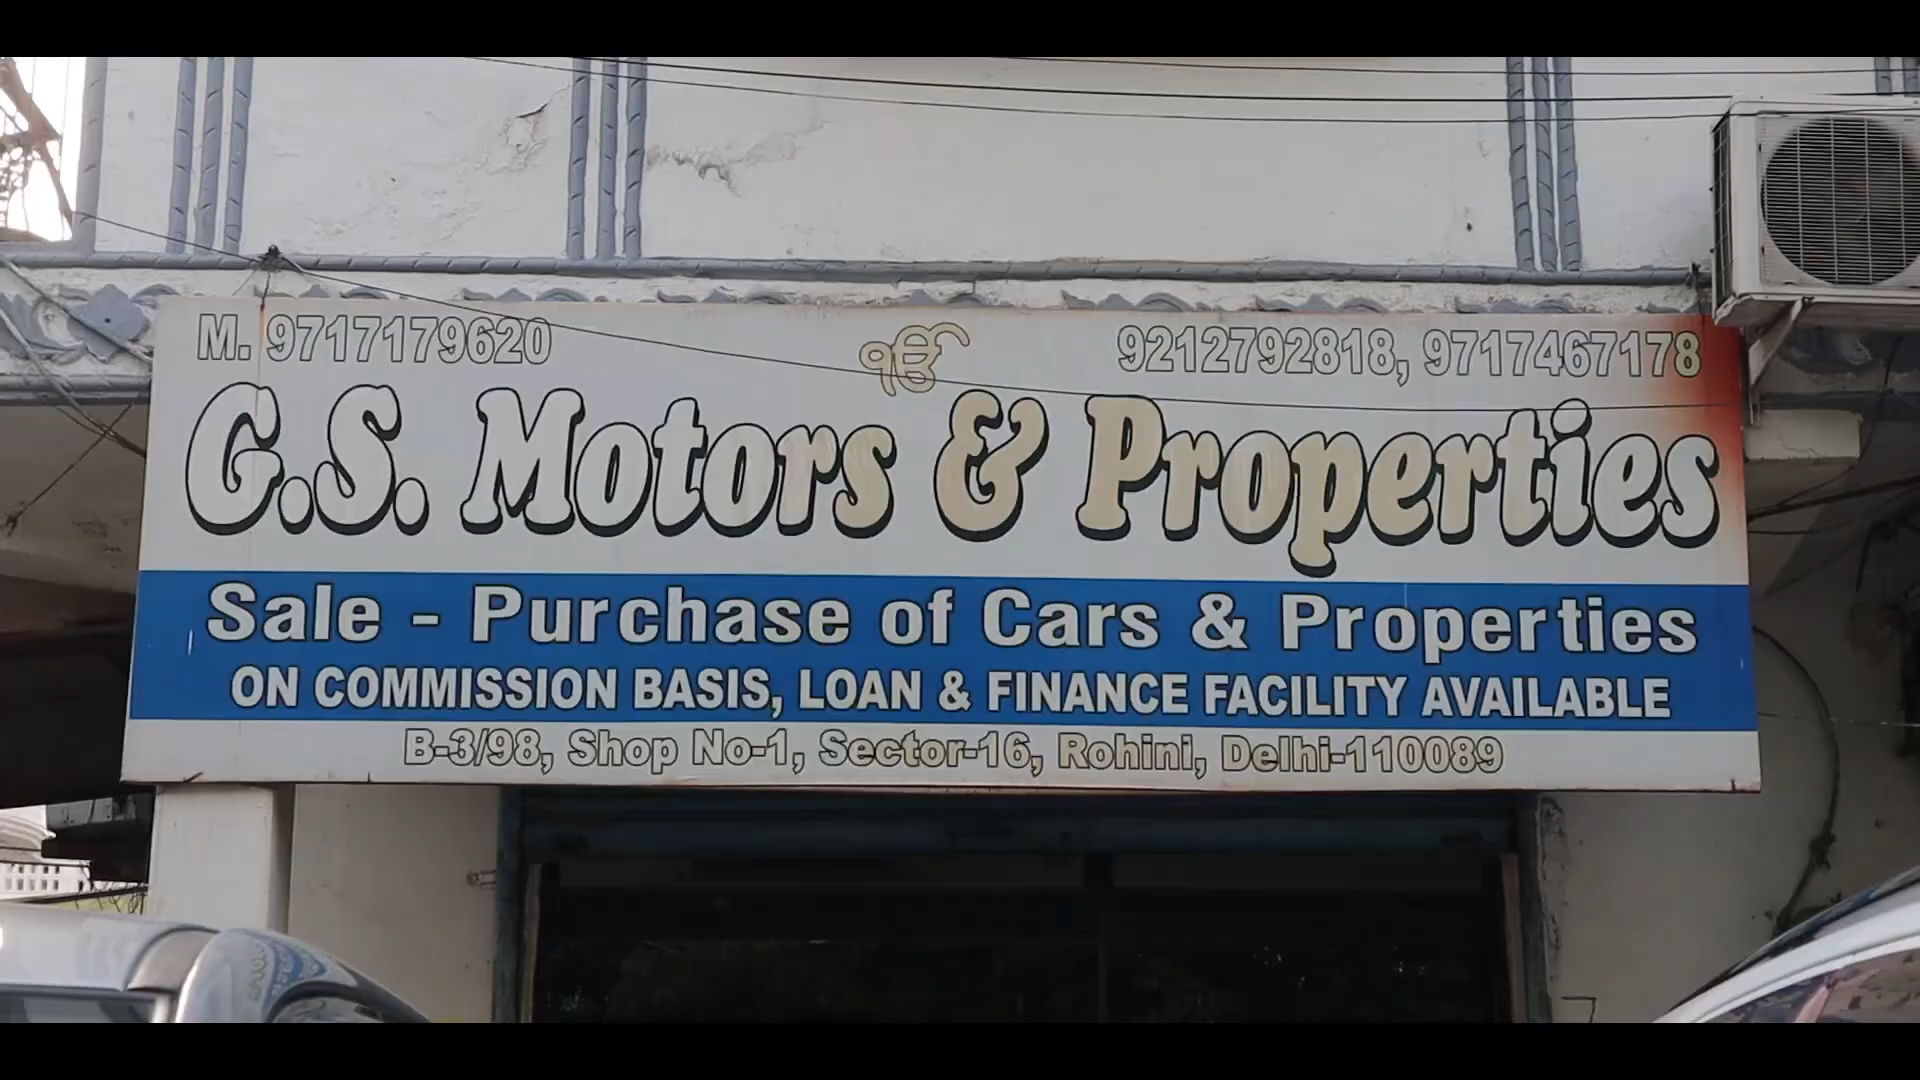 M. 9717179620 ੴ 9212792818, 9717467178
G.S. Motors & Properties
Sale - Purchase of Cars & Properties
ON COMMISSION BASIS, LOAN & FINANCE FACILITY AVAILABLE
B-3/98, Shop No-1, Sector-16, Rohini, Delhi-110089